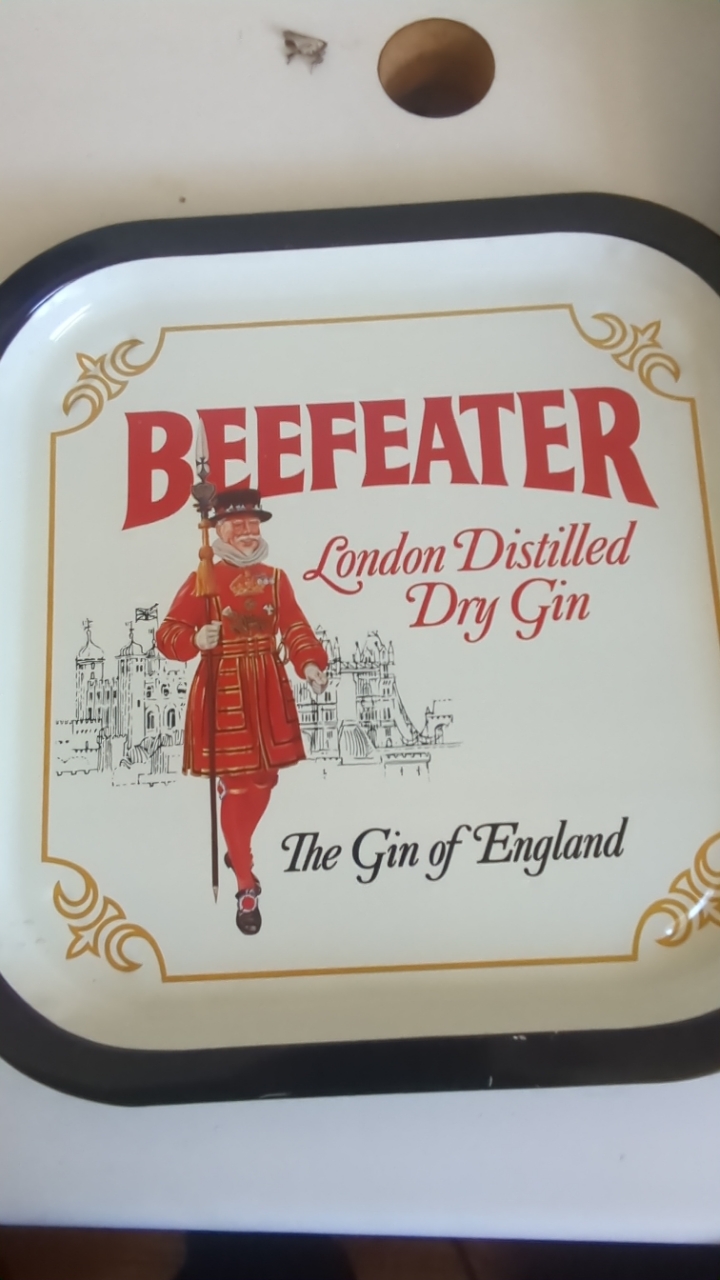 BEEFEATER
London Distilled
Dry Gin
The Gin of England